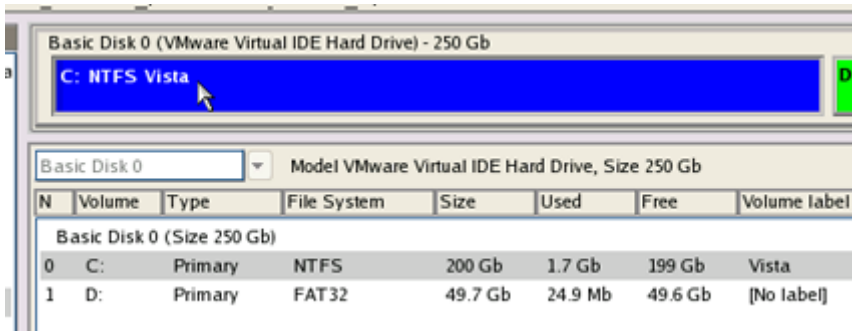 Basic Disk 0 (VMware Virtual IDE Hard Drive) - 250 Gb
C: NTFS Vista
D
Basic Disk 0 Model VMware Virtual IDE Hard Drive, Size 250 Gb
N Volume Type File System Size Used Free Volume label
Basic Disk 0 (Size 250 Gb)
0 C: Primary NTFS 200 Gb 1.7 Gb 199 Gb Vista
1 D: Primary FAT32 49.7 Gb 24.9 Mb 49.6 Gb [No label]